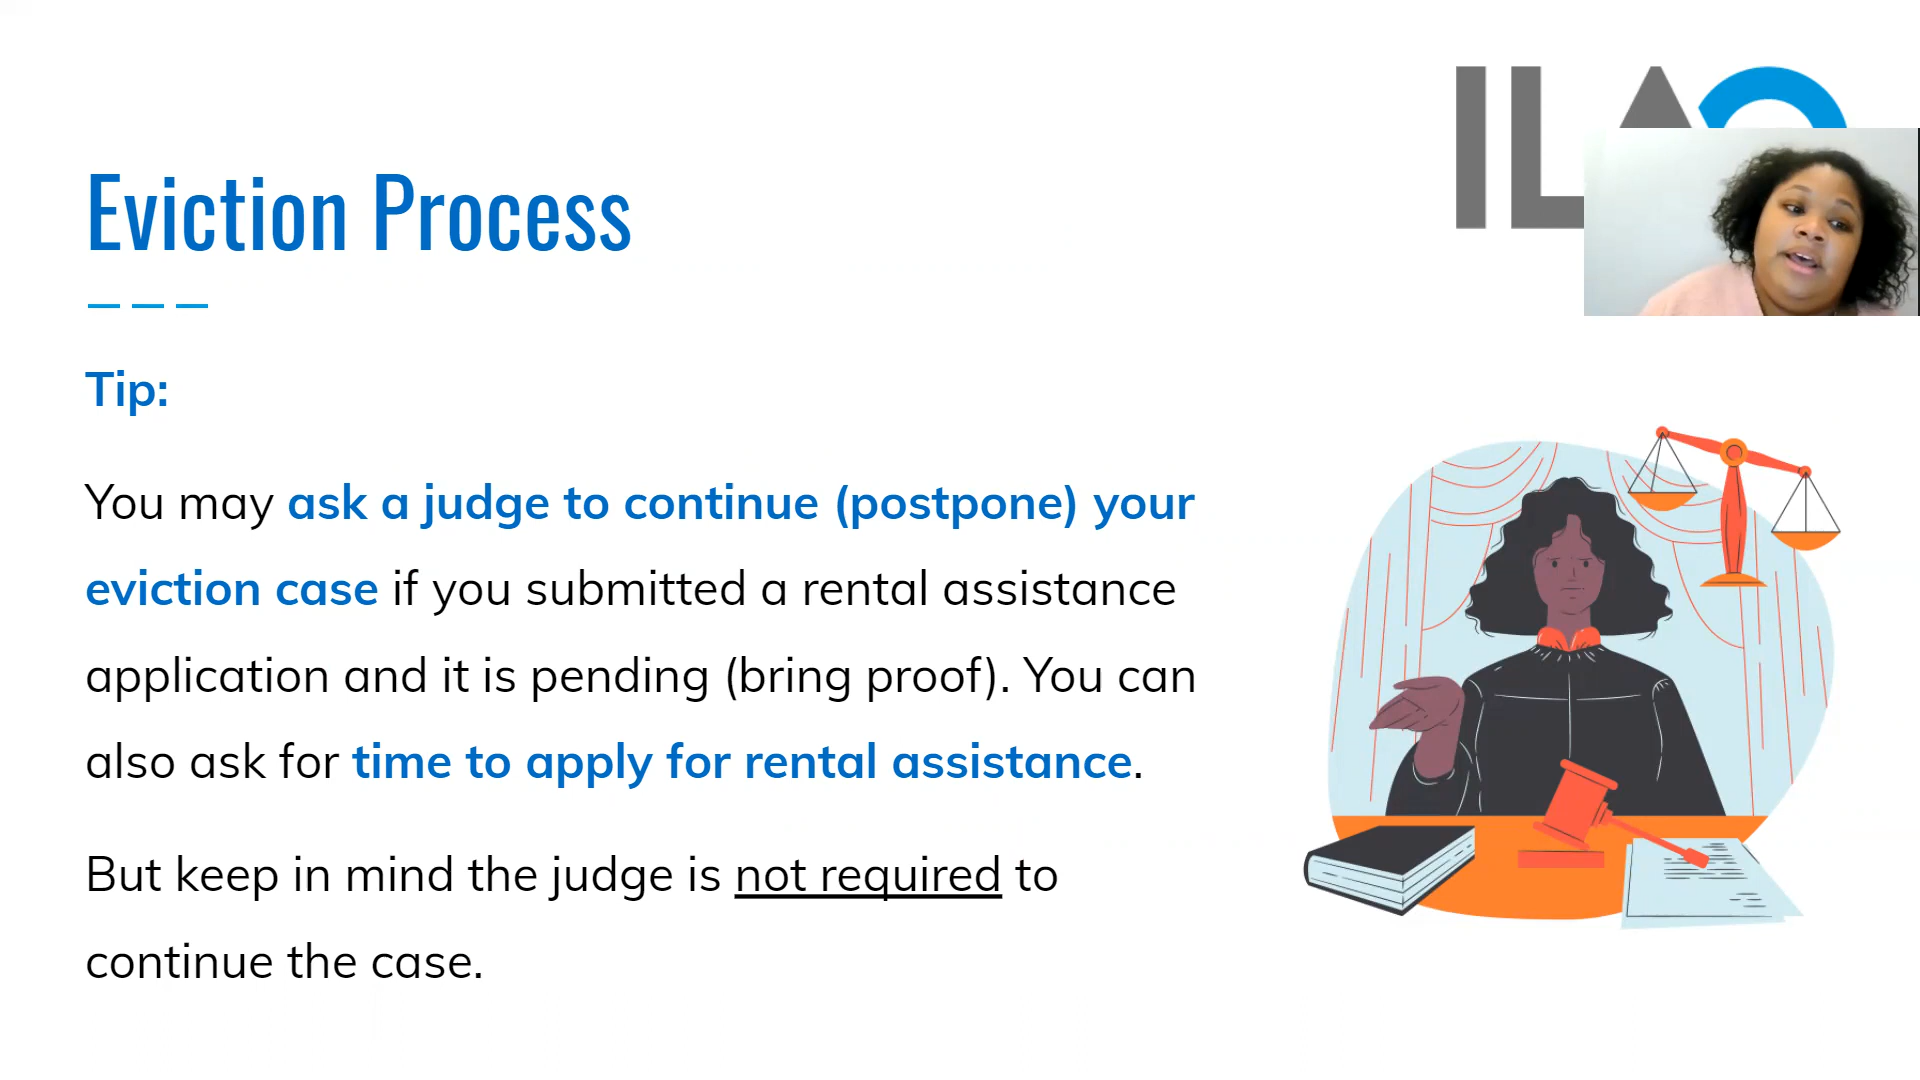 ILAO
Eviction Process
Tip:
You may ask a judge to continue (postpone) your
eviction case if you submitted a rental assistance
application and it is pending (bring proof). You can
also ask for time to apply for rental assistance.
But keep in mind the judge is not required to
continue the case.